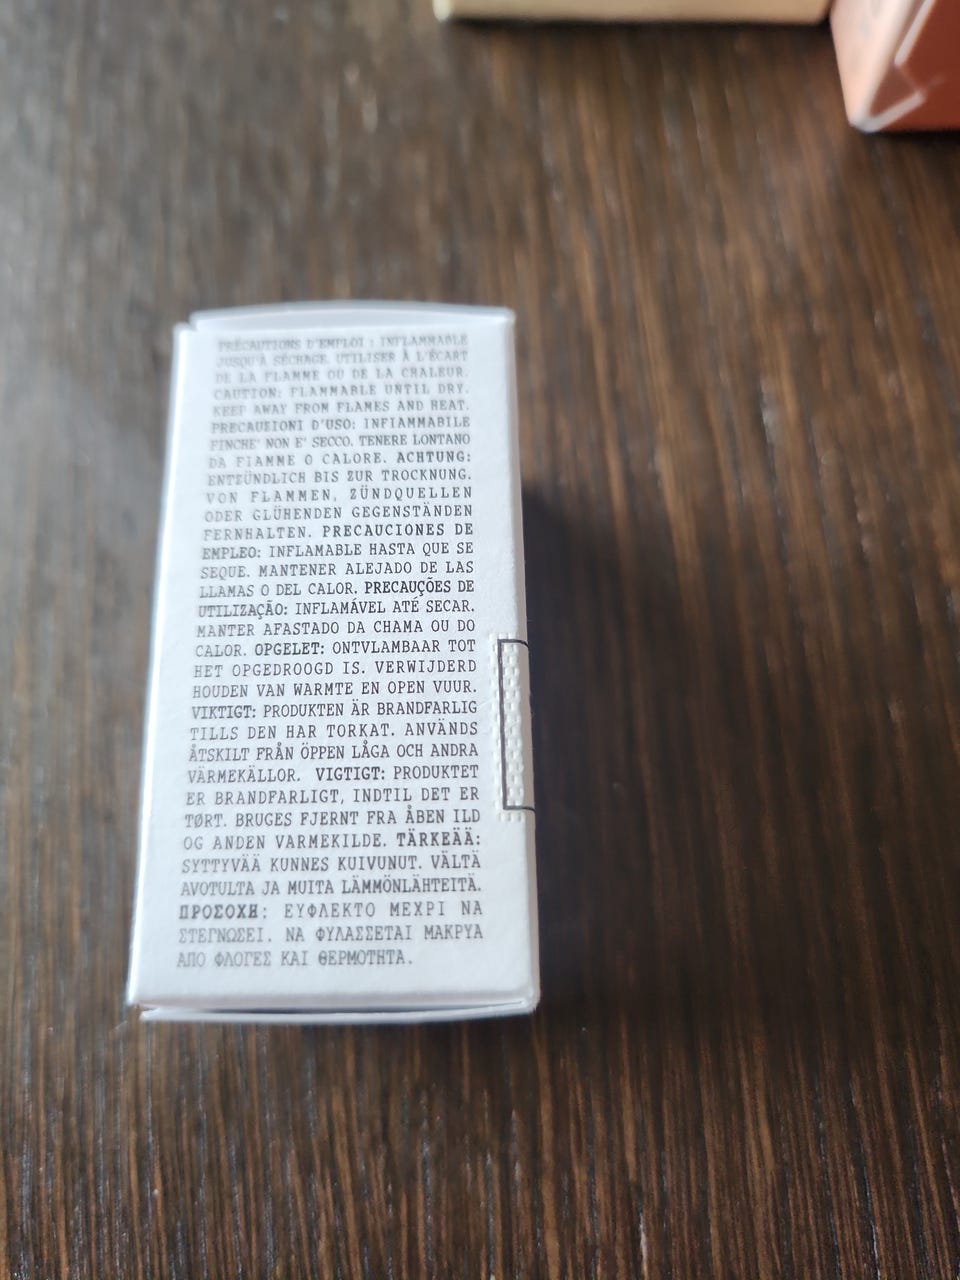 PRÉCAUTIONS D'EMPLOI : INFLAMMABLE
JUSQU'À SÉCHAGE. UTILISER À L'ÉCART
DE LA FLAMME OU DE LA CHALEUR.
CAUTION: FLAMMABLE UNTIL DRY.
KEEP AWAY FROM FLAMES AND HEAT.
PRECAUZIONI D'USO: INFIAMMABILE
FINCHE' NON E' SECCO. TENERE LONTANO
DA FIAMME O CALORE. ACHTUNG:
ENTZÜNDLICH BIS ZUR TROCKNUNG.
VON FLAMMEN, ZÜNDQUELLEN
ODER GLÜHENDEN GEGENSTÄNDEN
FERNHALTEN. PRECAUCIONES DE
EMPLEO: INFLAMABLE HASTA QUE SE
SEQUE. MANTENER ALEJADO DE LAS
LLAMAS O DEL CALOR. PRECAUÇÕES DE
UTILIZAÇÃO: INFLAMÁVEL ATÉ SECAR.
MANTER AFASTADO DA CHAMA OU DO
CALOR. OPGELET: ONTVLAMBAAR TOT
HET OPGEDROOGD IS. VERWIJDERD
HOUDEN VAN WARMTE EN OPEN VUUR.
VIKTIGT: PRODUKTEN ÄR BRANDFARLIG
TILLS DEN HAR TORKAT. ANVÄNDS
ÅTSKILT FRÅN ÖPPEN LÅGA OCH ANDRA
VÄRMEKÄLLOR. VIGTIGT: PRODUKTET
ER BRANDFARLIGT, INDTIL DET ER
TØRT. BRUGES FJERNT FRA ÅBEN ILD
OG ANDEN VARMEKILDE. TÄRKEÄÄ:
SYTTYVÄÄ KUNNES KUIVUNUT. VÄLTÄ
AVOTULTA JA MUITA LÄMMÖNLÄHTEITÄ.
ΠΡΟΣΟΧΗ: ΕΥΦΛΕΚΤΟ ΜΕΧΡΙ ΝΑ
ΣΤΕΓΝΩΣΕΙ. ΝΑ ΦΥΛΑΣΣΕΤΑΙ ΜΑΚΡΥΑ
ΑΠΟ ΦΛΟΓΕΣ ΚΑΙ ΘΕΡΜΟΤΗΤΑ.